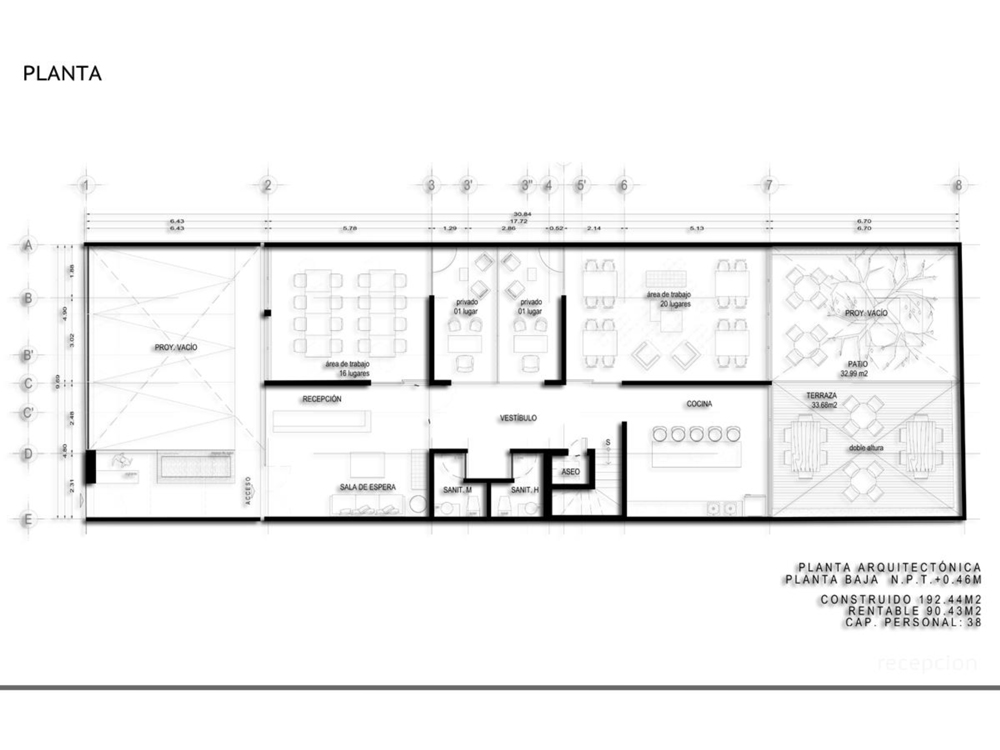 PLANTA
1 2 3 3' 3'' 4 5' 6 7 8
30.84
6.43 17.72 6.70
6.43 5.78 1.29 2.86 0.52 2.14 5.13 6.70
A
B
B'
C
C'
D
E
1.88
4.90
3.02
9.69
2.48
4.80
2.31
PROY. VACÍO
área de trabajo
16 lugares
privado
01 lugar
privado
01 lugar
área de trabajo
20 lugares
PROY. VACÍO
PATIO
32.99 m2
RECEPCIÓN
VESTÍBULO
COCINA
TERRAZA
33.68m2
doble altura
S
ASEO
ACCESO
SALA DE ESPERA
SANIT. M
SANIT. H
PLANTA ARQUITECTÓNICA
PLANTA BAJA N.P.T.+0.46M
CONSTRUIDO 192.44M2
RENTABLE 90.43M2
CAP. PERSONAL: 38
recepcion